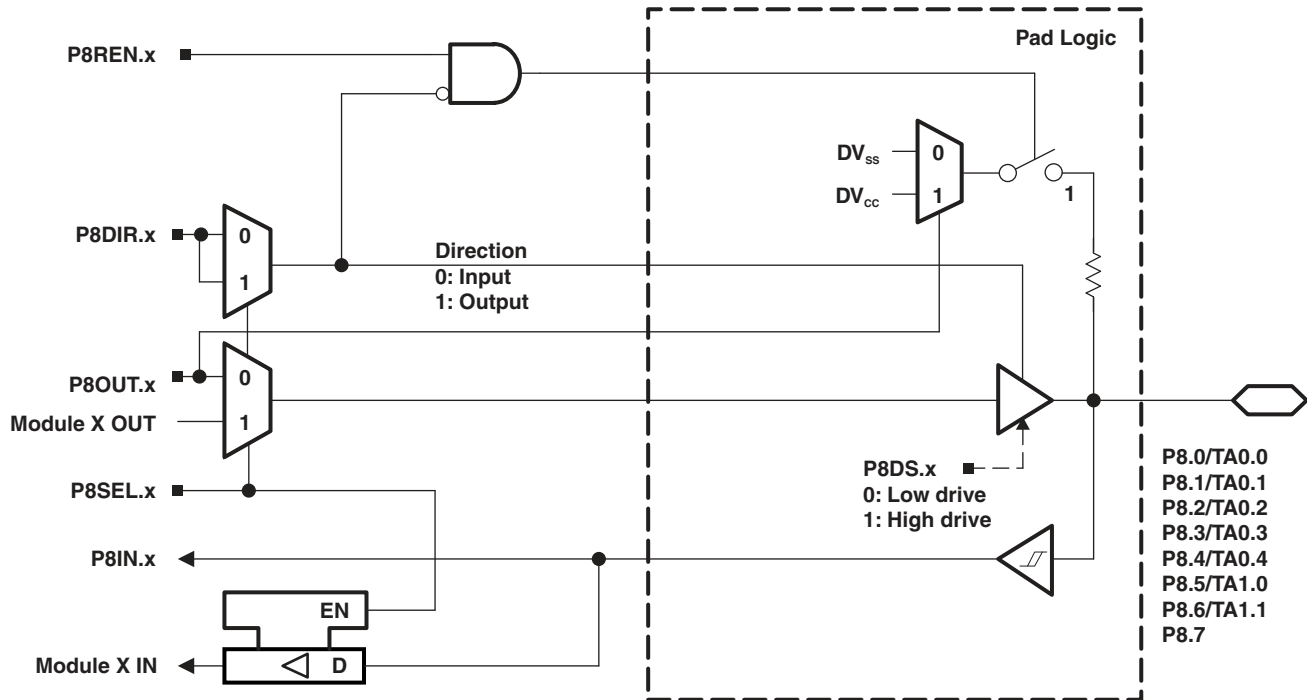 Pad Logic
P8REN.x
DVss
0
DVcc
1
1
P8DIR.x
0
1
Direction
0: Input
1: Output
P8OUT.x
0
Module X OUT
1
P8DS.x
0: Low drive
1: High drive
P8SEL.x
P8IN.x
EN
Module X IN
D
P8.0/TA0.0
P8.1/TA0.1
P8.2/TA0.2
P8.3/TA0.3
P8.4/TA0.4
P8.5/TA1.0
P8.6/TA1.1
P8.7